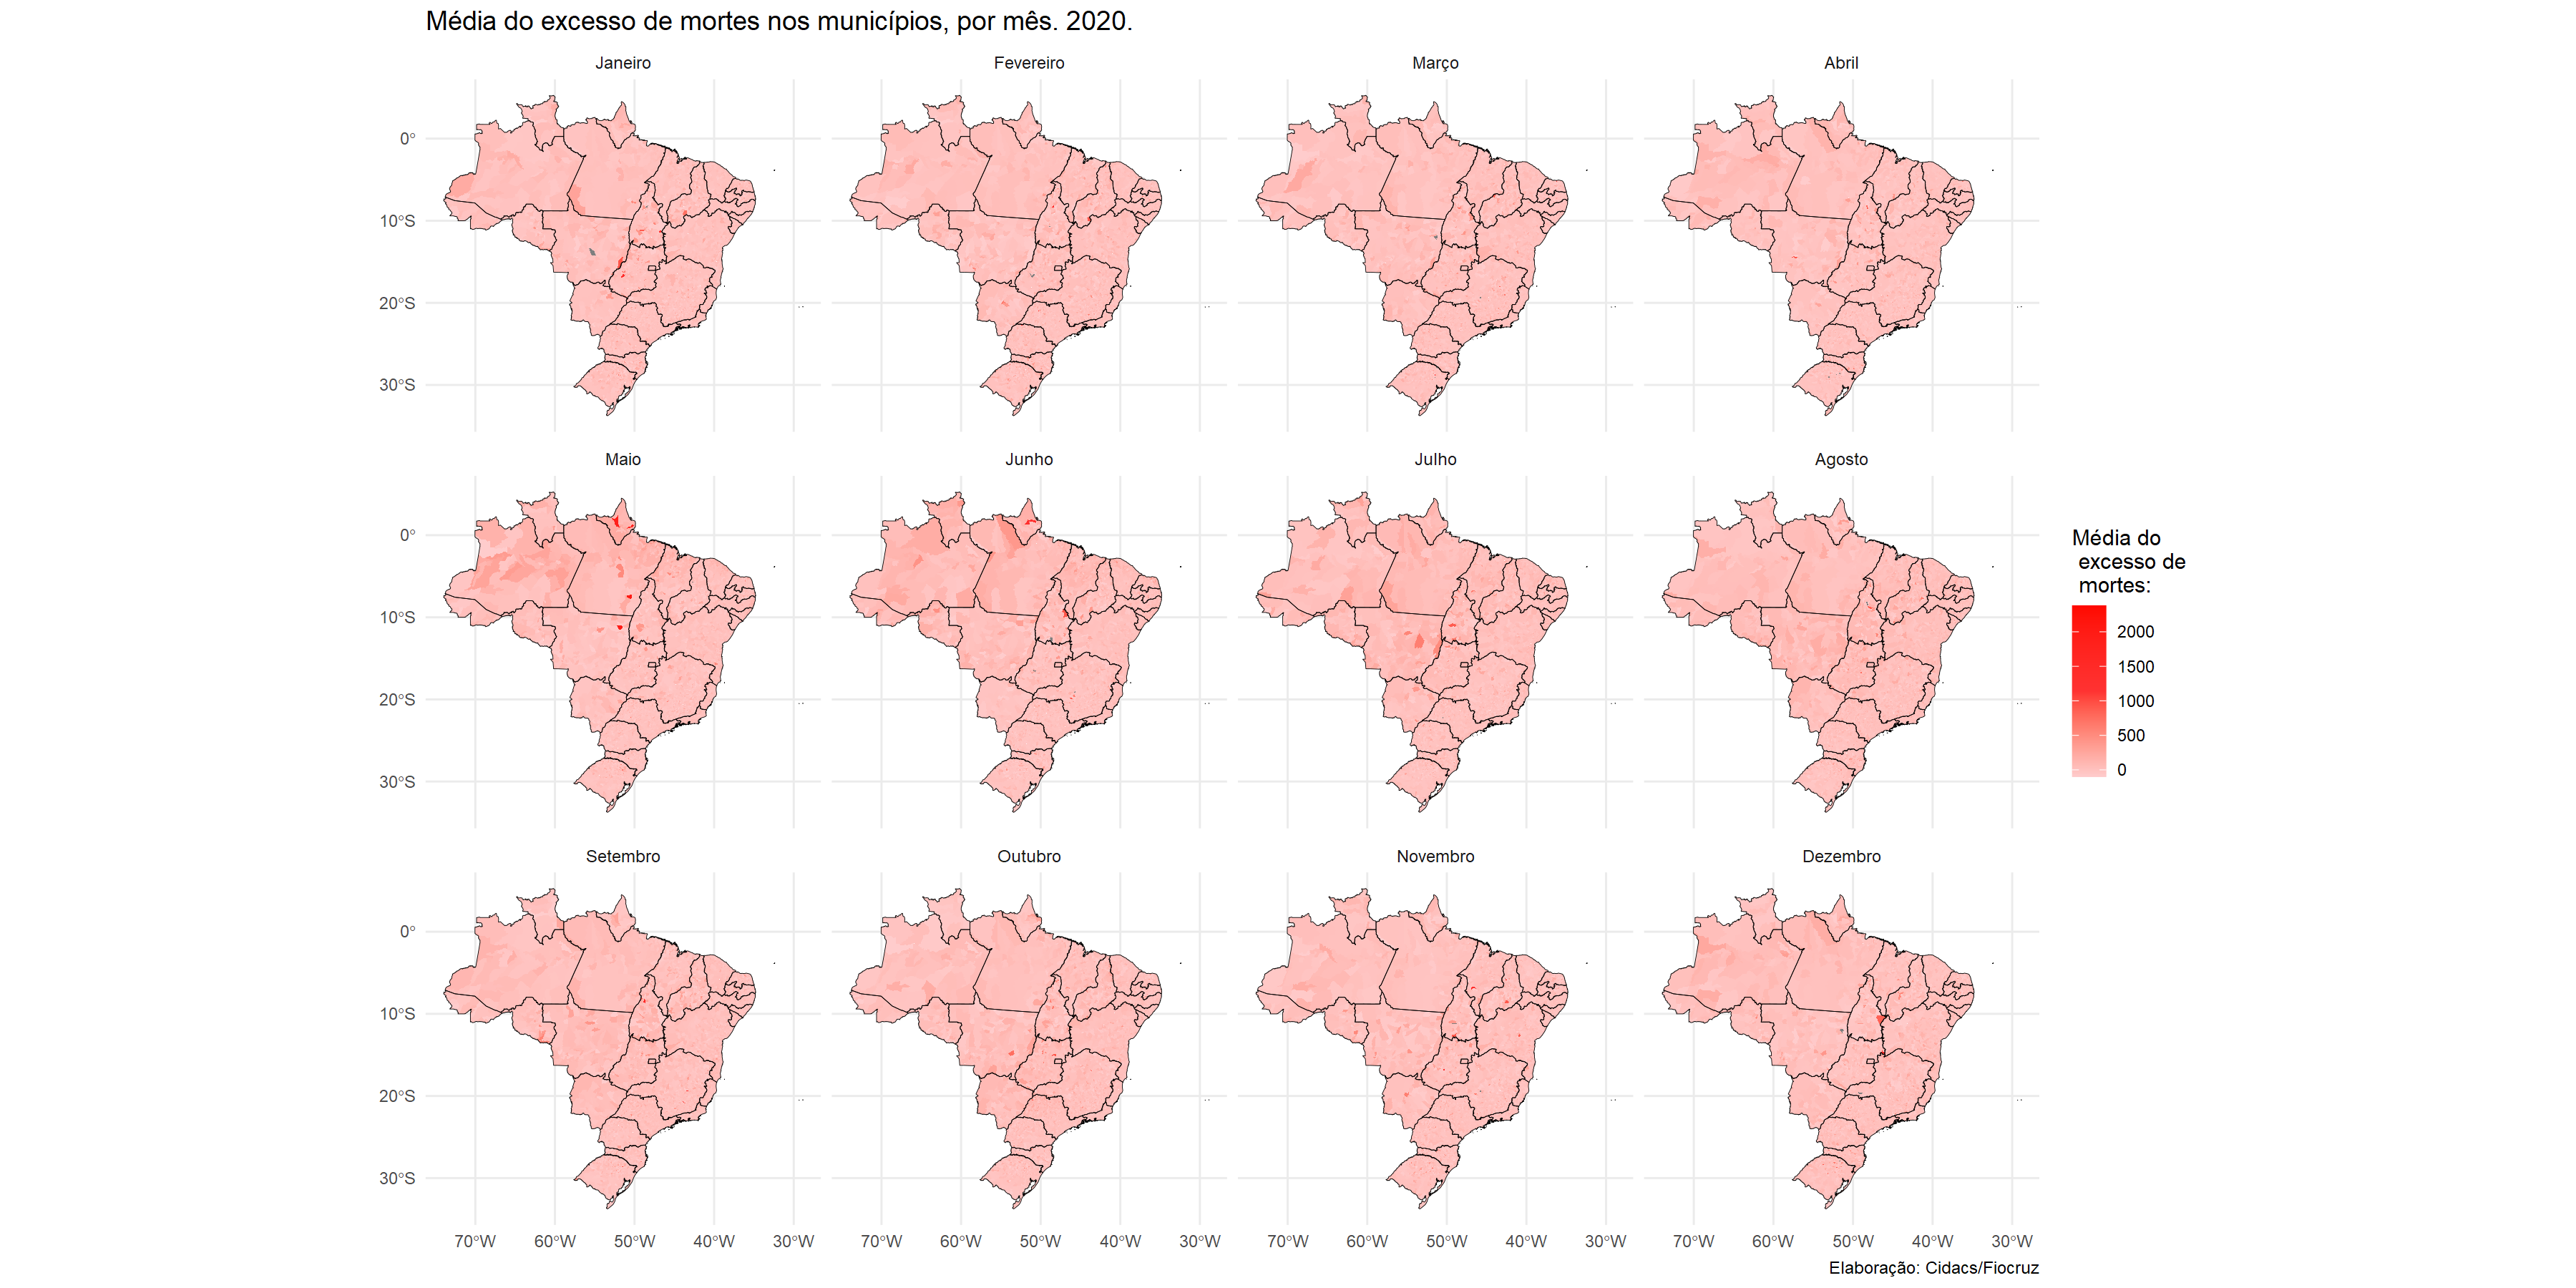 Média do excesso de mortes nos municípios, por mês. 2020.
Janeiro
Fevereiro
Março
Abril
0°
10°S
20°S
30°S
Maio
Junho
Julho
Agosto
0°
10°S
20°S
30°S
Média do
excesso de
mortes:
2000
1500
1000
500
0
Setembro
Outubro
Novembro
Dezembro
0°
10°S
20°S
30°S
70°W 60°W 50°W 40°W 30°W 70°W 60°W 50°W 40°W 30°W 70°W 60°W 50°W 40°W 30°W 70°W 60°W 50°W 40°W 30°W
Elaboração: Cidacs/Fiocruz